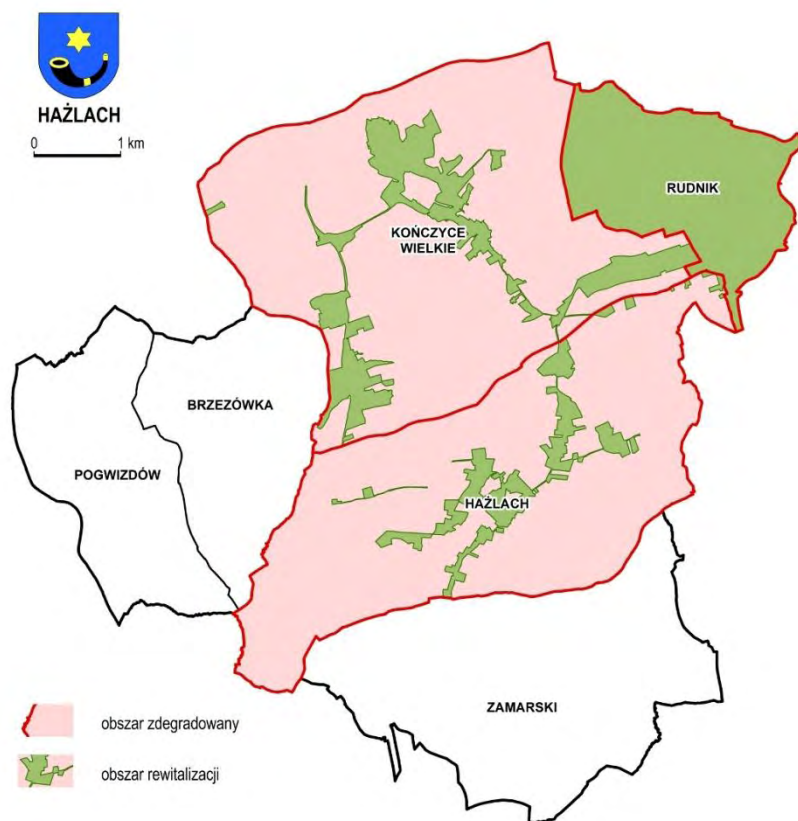 HAŻLACH
0 1 km
RUDNIK
KOŃCZYCE
WIELKIE
BRZEZÓWKA
POGWIZDÓW
HAŻLACH
ZAMARSKI
obszar zdegradowany
obszar rewitalizacji